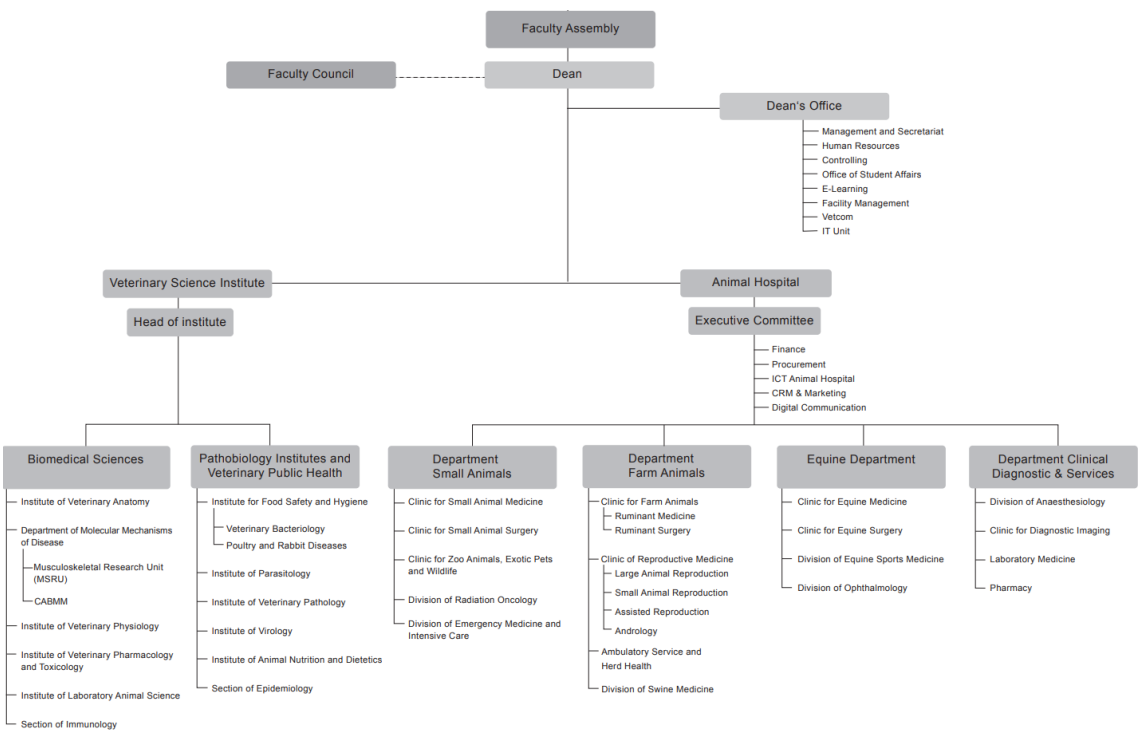 Faculty Assembly
Faculty Council
Dean
Dean's Office
Management and Secretariat
Human Resources
Controlling
Office of Student Affairs
E-Learning
Facility Management
Vetcom
IT Unit
Veterinary Science Institute
Animal Hospital
Head of institute
Executive Committee
Finance
Procurement
ICT Animal Hospital
CRM & Marketing
Digital Communication
Biomedical Sciences
Institute of Veterinary Anatomy
Department of Molecular Mechanisms
of Disease
Musculoskeletal Research Unit
(MSRU)
CABMM
Institute of Veterinary Physiology
Institute of Veterinary Pharmacology
and Toxicology
Institute of Laboratory Animal Science
Section of Immunology
Pathobiology Institutes and
Veterinary Public Health
Institute for Food Safety and Hygiene
Veterinary Bacteriology
Poultry and Rabbit Diseases
Institute of Parasitology
Institute of Veterinary Pathology
Institute of Virology
Institute of Animal Nutrition and Dietetics
Section of Epidemiology
Department
Small Animals
Clinic for Small Animal Medicine
Clinic for Small Animal Surgery
Clinic for Zoo Animals, Exotic Pets
and Wildlife
Division of Radiation Oncology
Division of Emergency Medicine and
Intensive Care
Department
Farm Animals
Clinic for Farm Animals
Ruminant Medicine
Ruminant Surgery
Clinic of Reproductive Medicine
Large Animal Reproduction
Small Animal Reproduction
Assisted Reproduction
Andrology
Ambulatory Service and
Herd Health
Division of Swine Medicine
Equine Department
Clinic for Equine Medicine
Clinic for Equine Surgery
Division of Equine Sports Medicine
Division of Ophthalmology
Department Clinical
Diagnostic & Services
Division of Anaesthesiology
Clinic for Diagnostic Imaging
Laboratory Medicine
Pharmacy